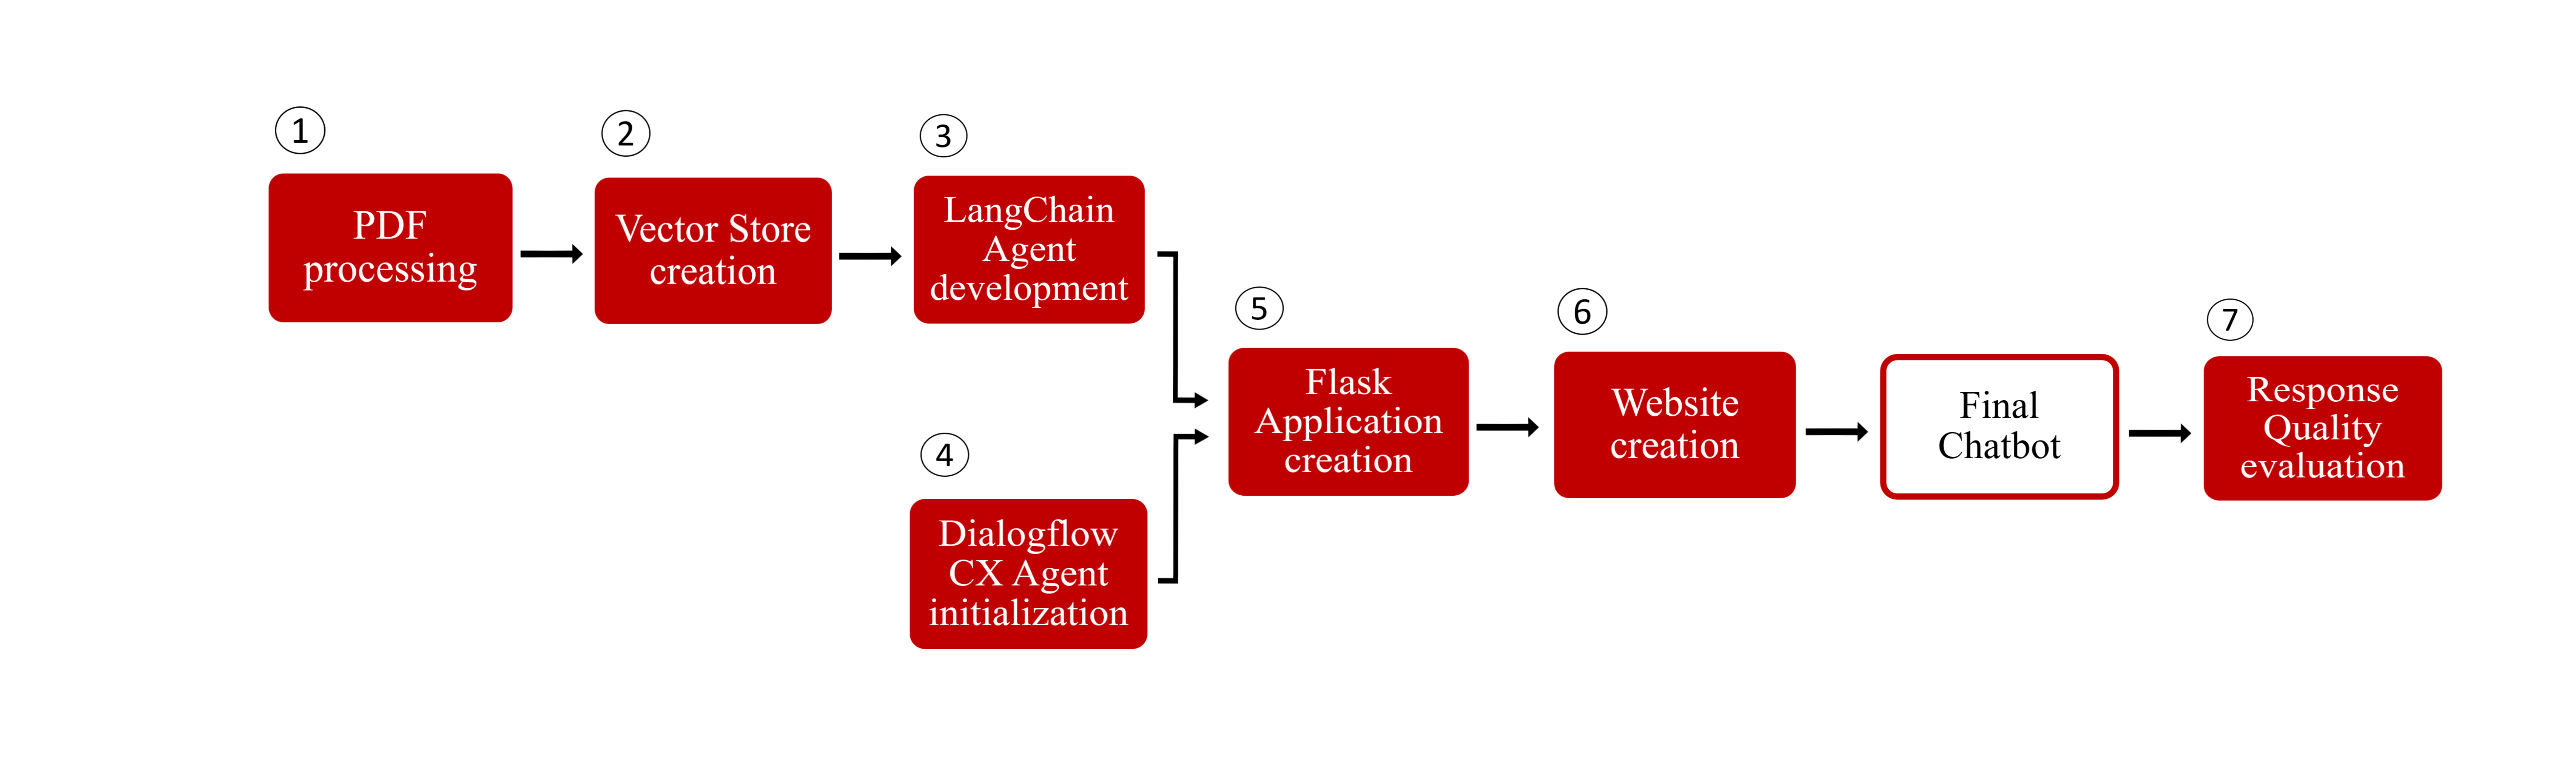 1
PDF
processing
2
Vector Store
creation
3
LangChain
Agent
development
4
Dialogflow
CX Agent
initialization
5
Flask
Application
creation
6
Website
creation
Final
Chatbot
7
Response
Quality
evaluation